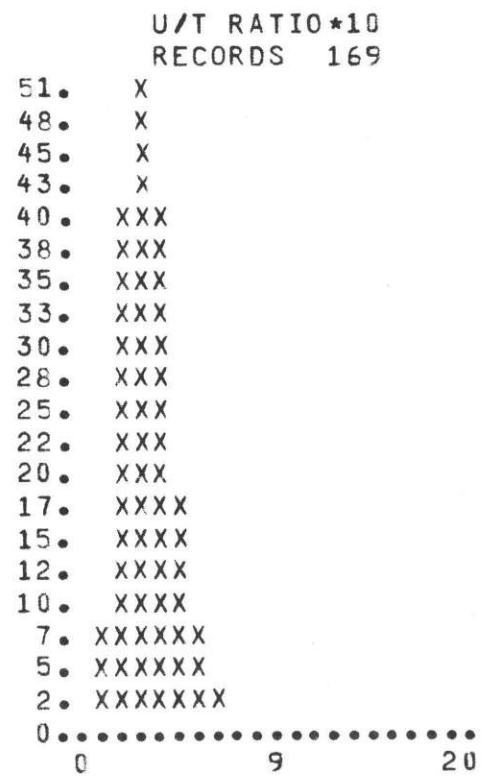 U/T RATIO*10
RECORDS 169
51. X
48. X
45. X
43. X
40. XXX
38. XXX
35. XXX
33. XXX
30. XXX
28. XXX
25. XXX
22. XXX
20. XXX
17. XXXX
15. XXXX
12. XXXX
10. XXXX
7. XXXXXX
5. XXXXXX
2. XXXXXXX
0.....................
0 9 20